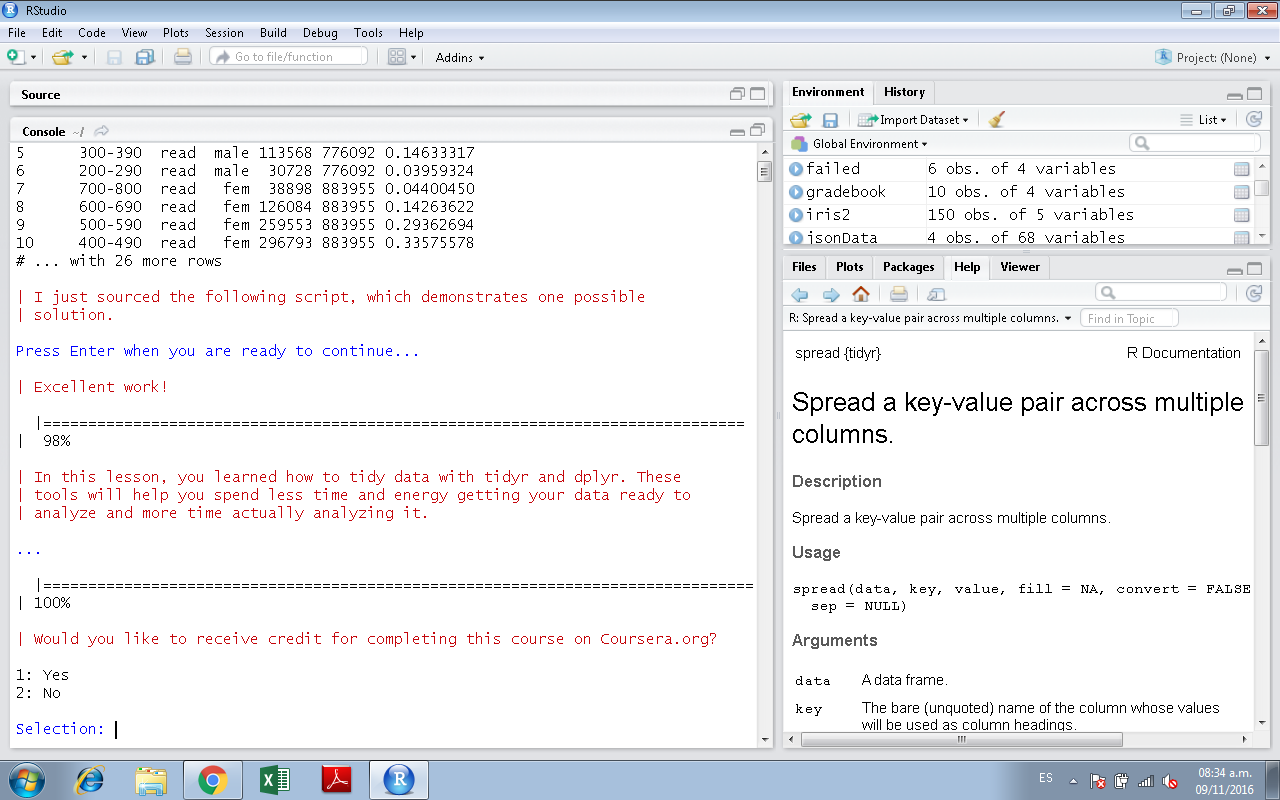 RStudio
File Edit Code View Plots Session Build Debug Tools Help
Go to file/function Addins Project: (None)
Source
Console ~/
5 300-390 read male 113568 776092 0.14633317
6 200-290 read male 30728 776092 0.03959324
7 700-800 read fem 38898 883955 0.04400450
8 600-690 read fem 126084 883955 0.14263622
9 500-590 read fem 259553 883955 0.29362694
10 400-490 read fem 296793 883955 0.33575578
# ... with 26 more rows
| I just sourced the following script, which demonstrates one possible
| solution.
Press Enter when you are ready to continue...
| Excellent work!
|==============================================================================
| 98%
| In this lesson, you learned how to tidy data with tidyr and dplyr. These
| tools will help you spend less time and energy getting your data ready to
| analyze and more time actually analyzing it.
...
|===============================================================================
| 100%
| Would you like to receive credit for completing this course on Coursera.org?
1: Yes
2: No
Selection:
Environment History
Import Dataset List
Global Environment
failed 6 obs. of 4 variables
gradebook 10 obs. of 4 variables
iris2 150 obs. of 5 variables
jsonData 4 obs. of 68 variables
Files Plots Packages Help Viewer
R: Spread a key-value pair across multiple columns. Find in Topic
spread {tidyr} R Documentation
Spread a key-value pair across multiple
columns.
Description
Spread a key-value pair across multiple columns.
Usage
spread(data, key, value, fill = NA, convert = FALSE
sep = NULL)
Arguments
data A data frame.
key The bare (unquoted) name of the column whose values
will be used as column headings.
ES 08:34 a.m.
09/11/2016